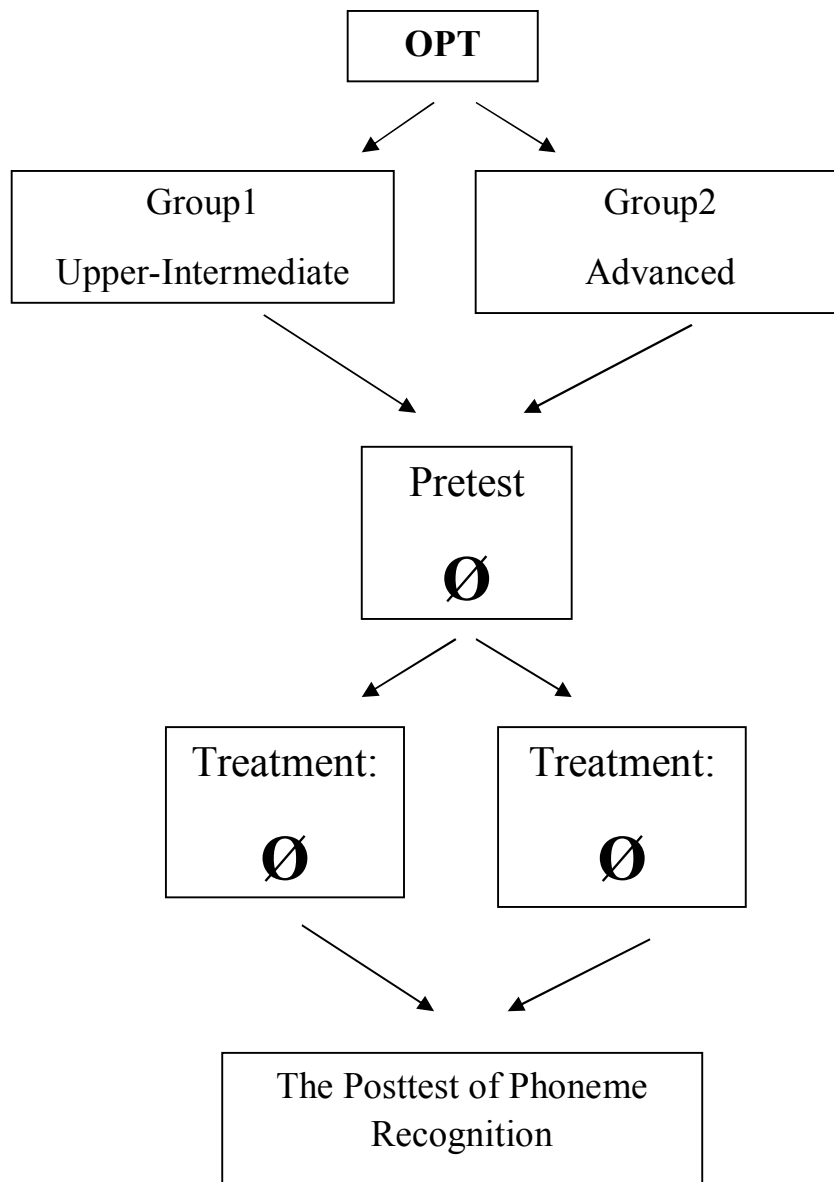 OPT
Group1
Upper-Intermediate
Group2
Advanced
Pretest
Ø
Treatment:
Ø
Treatment:
Ø
The Posttest of Phoneme
Recognition